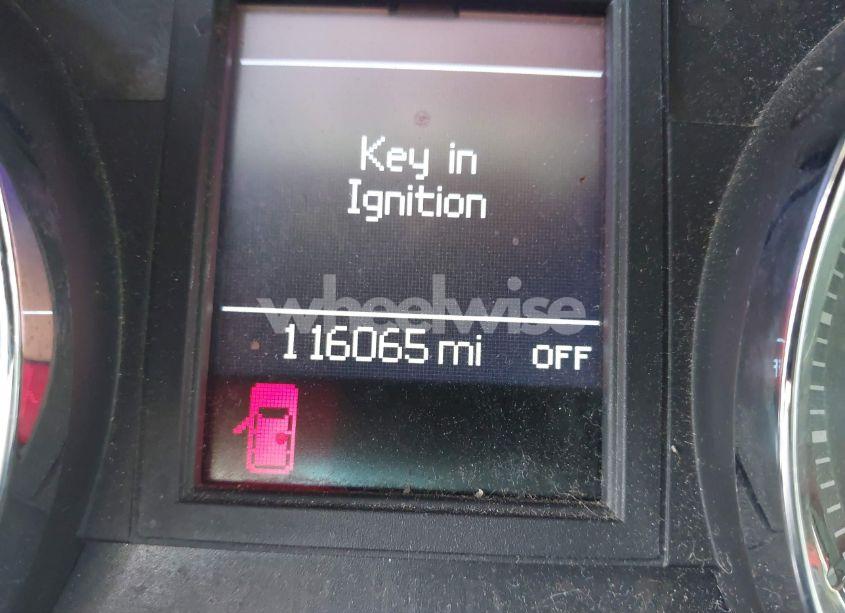 Key in
Ignition
wheelwise
116065 mi OFF